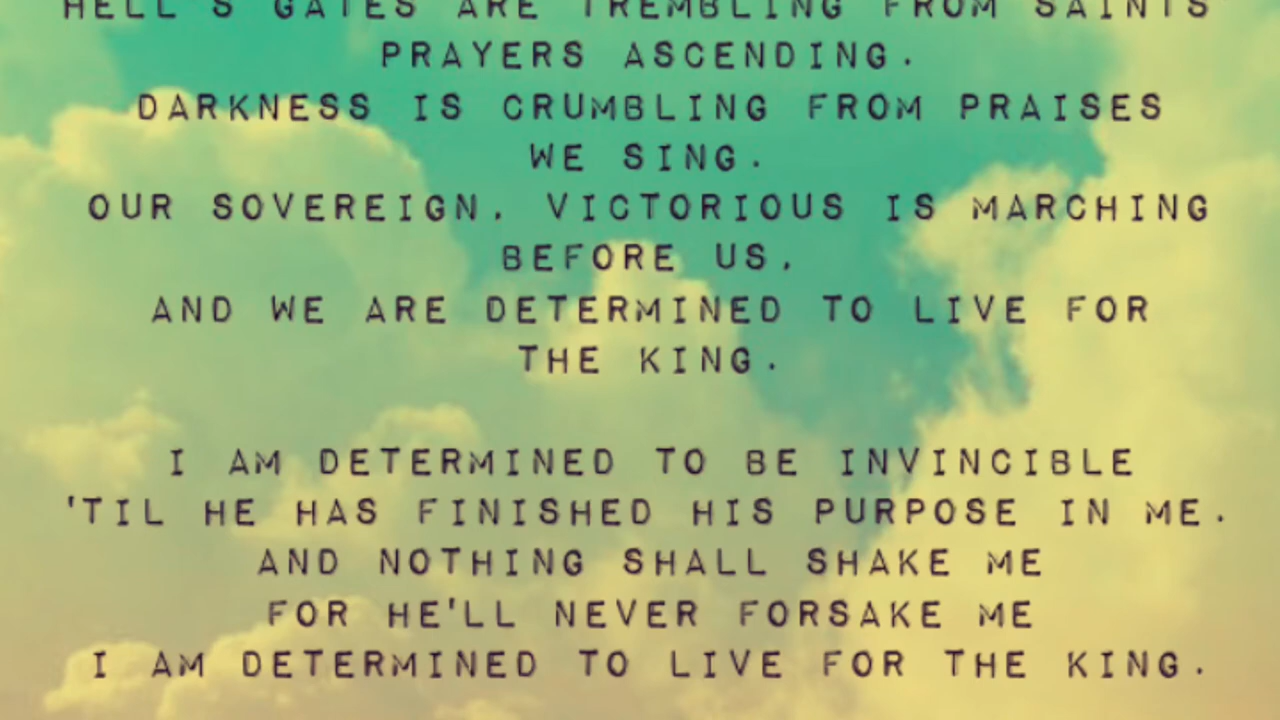 HELL'S GATES ARE TREMBLING FROM SAINTS
PRAYERS ASCENDING.
DARKNESS IS CRUMBLING FROM PRAISES
WE SING.
OUR SOVEREIGN, VICTORIOUS IS MARCHING
BEFORE US,
AND WE ARE DETERMINED TO LIVE FOR
THE KING.
I AM DETERMINED TO BE INVINCIBLE
'TIL HE HAS FINISHED HIS PURPOSE IN ME.
AND NOTHING SHALL SHAKE ME
FOR HE'LL NEVER FORSAKE ME
I AM DETERMINED TO LIVE FOR THE KING.